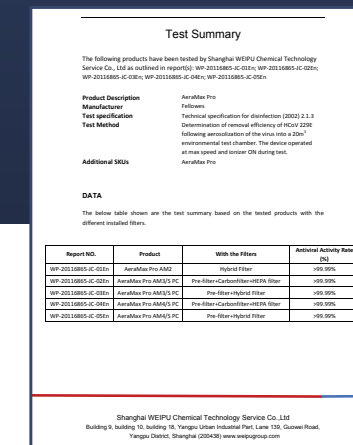 Test Summary
The following products have been tested by Shanghai WEIPU Chemical Technology
Service Co., Ltd as outlined in report(s): WP-20116865-JC-01En; WP-20116865-JC-02En;
WP-20116865-JC-03En; WP-20116865-JC-04En; WP-20116865-JC-05En
Product Description AeraMax Pro
Manufacturer Fellowes
Test specification Technical specification for disinfection (2002) 2.1.3
Test Method Determination of removal efficiency of HCoV 229E
following aerosolization of the virus into a 20m³
environmental test chamber. The device operated
at max speed and ionizer ON during test.
Additional SKUs AeraMax Pro
DATA
The below table shown are the test summary based on the tested products with the
different installed filters.
Report NO. Product With the Filters Antiviral Activity Rate
(%)
WP-20116865-JC-01En AeraMax Pro AM2 Hybrid Filter >99.99%
WP-20116865-JC-02En AeraMax Pro AM3/S PC Pre-filter+Carbonfilter+HEPA filter >99.99%
WP-20116865-JC-03En AeraMax Pro AM3/S PC Pre-filter+Hybrid Filter >99.99%
WP-20116865-JC-04En AeraMax Pro AM4/S PC Pre-filter+Carbonfilter+HEPA filter >99.99%
WP-20116865-JC-05En AeraMax Pro AM4/S PC Pre-filter+Hybrid Filter >99.99%
Shanghai WEIPU Chemical Technology Service Co.,Ltd
Building 9, building 10, building 18, Yangpu Urban Industrial Part, Lane 139, Guowei Road,
Yangpu District, Shanghai (200438) www.weipugroup.com